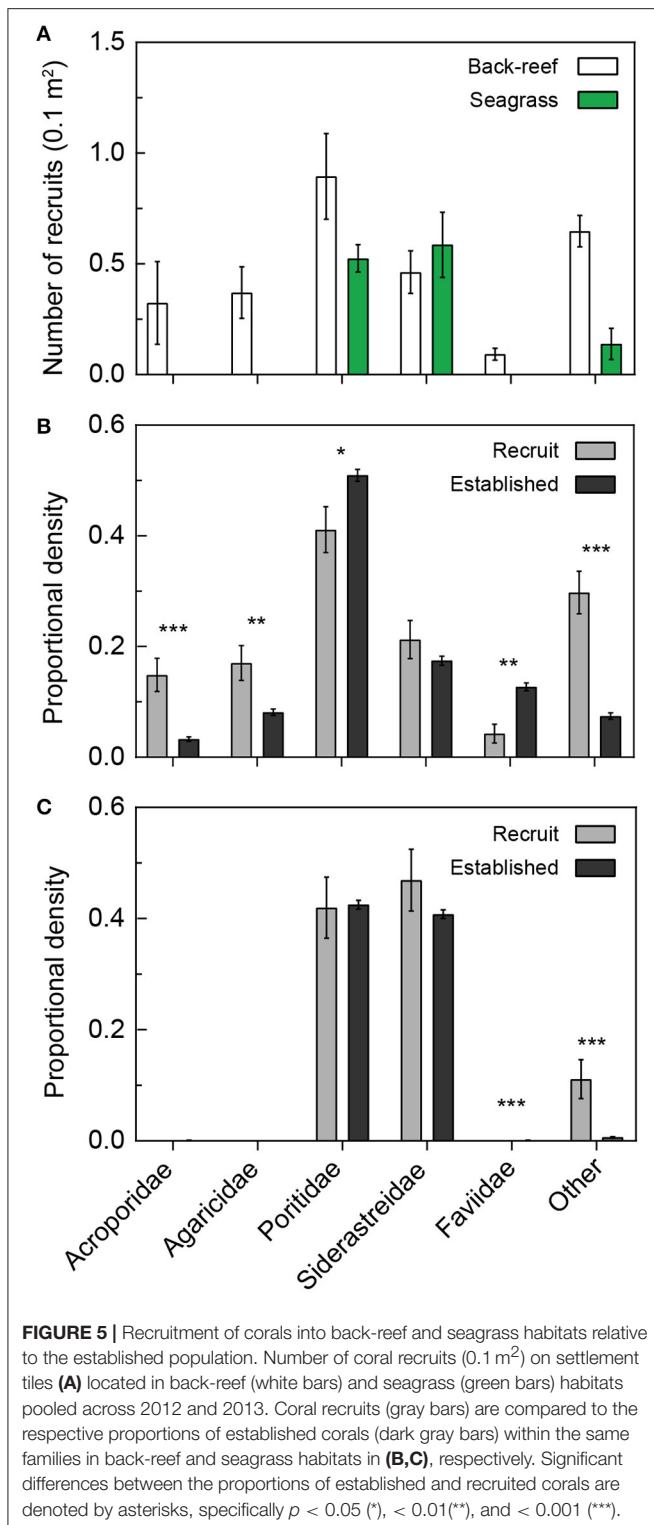 A
1.5
1.0
0.5
0.0
Number of recruits (0.1 m²)
Back-reef
Seagrass
B
0.6
0.4
0.2
0.0
Proportional density
Recruit
Established
***
**
*
**
***
C
0.6
0.4
0.2
0.0
Proportional density
Recruit
Established
***
***
Acroporidae
Agaricidae
Poritidae
Siderastreidae
Faviidae
Other
FIGURE 5 | Recruitment of corals into back-reef and seagrass habitats relative
to the established population. Number of coral recruits (0.1 m²) on settlement
tiles (A) located in back-reef (white bars) and seagrass (green bars) habitats
pooled across 2012 and 2013. Coral recruits (gray bars) are compared to the
respective proportions of established corals (dark gray bars) within the same
families in back-reef and seagrass habitats in (B,C), respectively. Significant
differences between the proportions of established and recruited corals are
denoted by asterisks, specifically p < 0.05 (*), < 0.01(**), and < 0.001 (***).